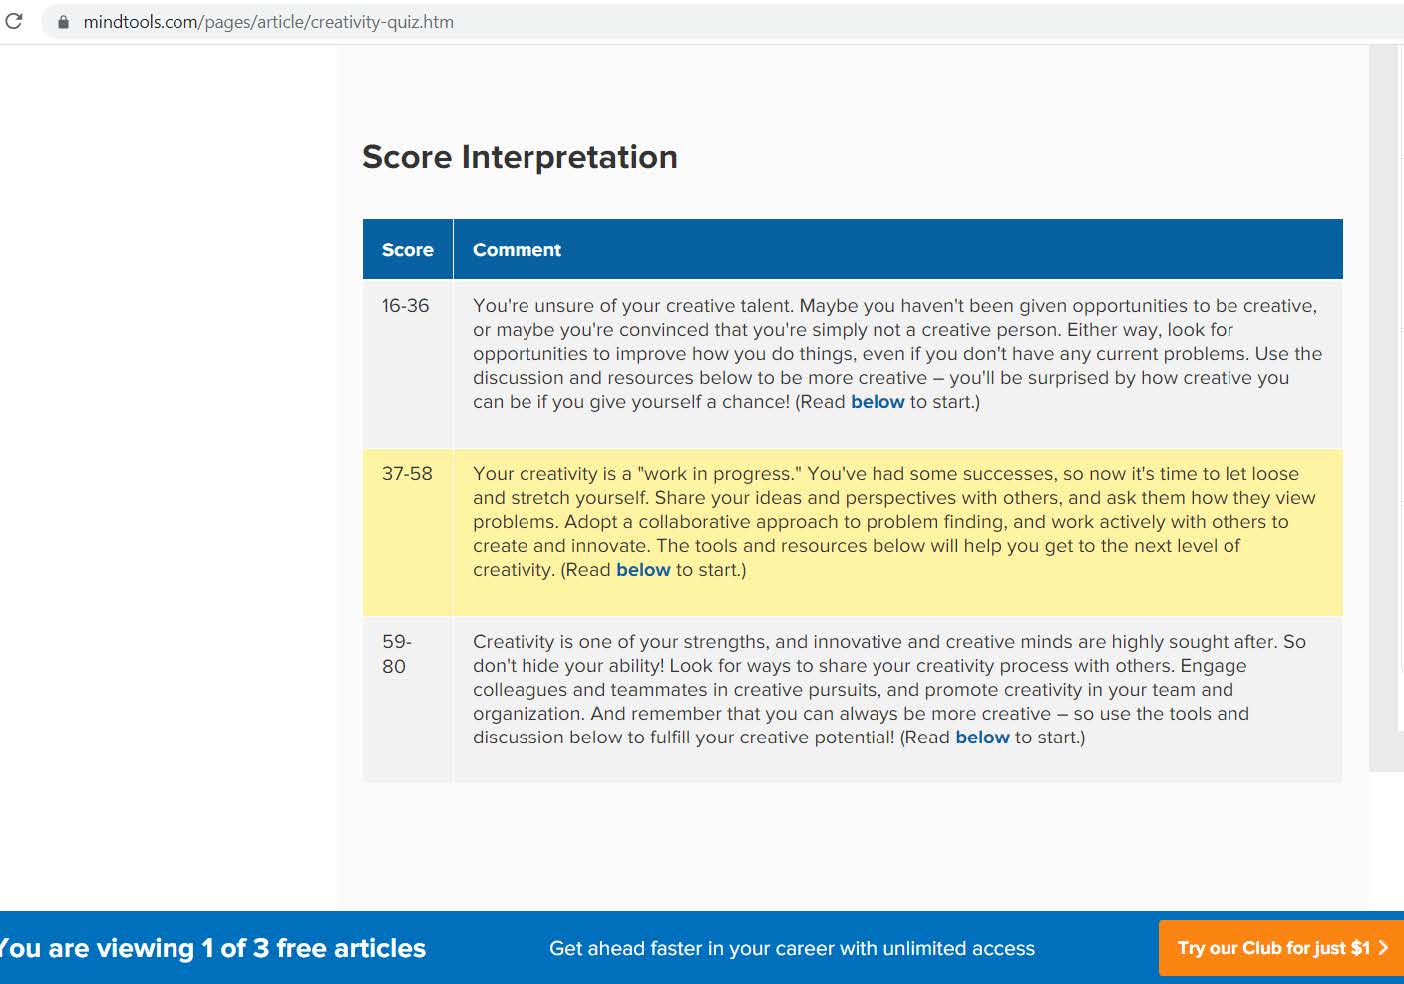 mindtools.com/pages/article/creativity-quiz.htm
Score Interpretation
Score Comment
16-36 You're unsure of your creative talent. Maybe you haven't been given opportunities to be creative,
or maybe you're convinced that you're simply not a creative person. Either way, look for
opportunities to improve how you do things, even if you don't have any current problems. Use the
discussion and resources below to be more creative – you'll be surprised by how creative you
can be if you give yourself a chance! (Read below to start.)
37-58 Your creativity is a "work in progress." You've had some successes, so now it's time to let loose
and stretch yourself. Share your ideas and perspectives with others, and ask them how they view
problems. Adopt a collaborative approach to problem finding, and work actively with others to
create and innovate. The tools and resources below will help you get to the next level of
creativity. (Read below to start.)
59-
80
Creativity is one of your strengths, and innovative and creative minds are highly sought after. So
don't hide your ability! Look for ways to share your creativity process with others. Engage
colleagues and teammates in creative pursuits, and promote creativity in your team and
organization. And remember that you can always be more creative – so use the tools and
discussion below to fulfill your creative potential! (Read below to start.)
You are viewing 1 of 3 free articles
Get ahead faster in your career with unlimited access
Try our Club for just $1